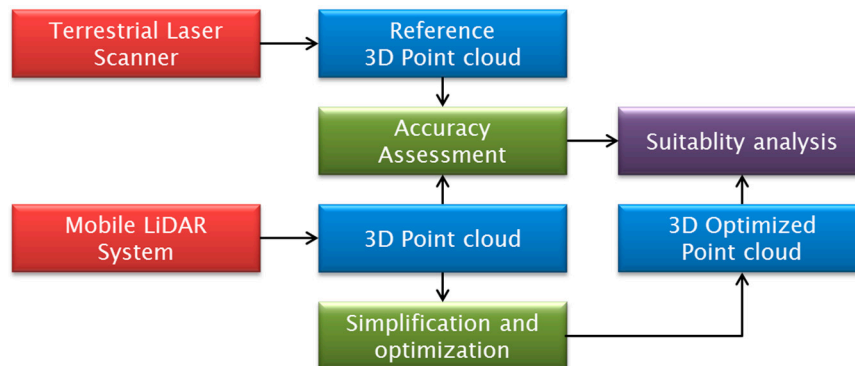 Terrestrial Laser
Scanner
Reference
3D Point cloud
Accuracy
Assessment
Suitablity analysis
Mobile LiDAR
System
3D Point cloud
3D Optimized
Point cloud
Simplification and
optimization